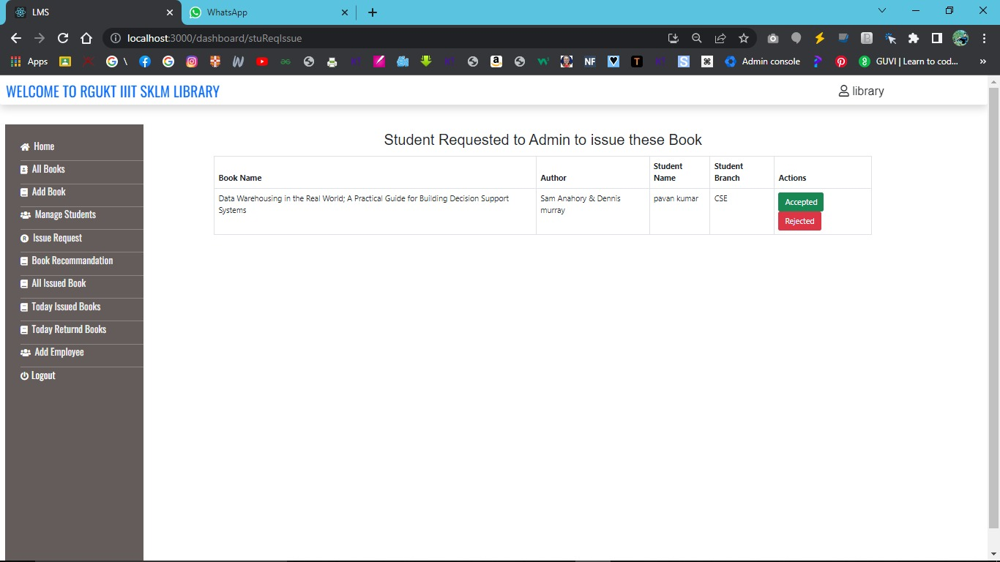 LMS
WhatsApp
localhost:3000/dashboard/stuReqIssue
Apps
\
NF
T
S
Admin console
GUVI | Learn to cod...
»
WELCOME TO RGUKT IIIT SKLM LIBRARY
library
Home
All Books
Add Book
Manage Students
Issue Request
Book Recommandation
All Issued Book
Today Issued Books
Today Returnd Books
Add Employee
Logout
Student Requested to Admin to issue these Book
Book Name
Author
Student
Name
Student
Branch
Actions
Data Warehousing in the Real World; A Practical Guide for Building Decision Support
Systems
Sam Anahory & Dennis
murray
pavan kumar
CSE
Accepted
Rejected